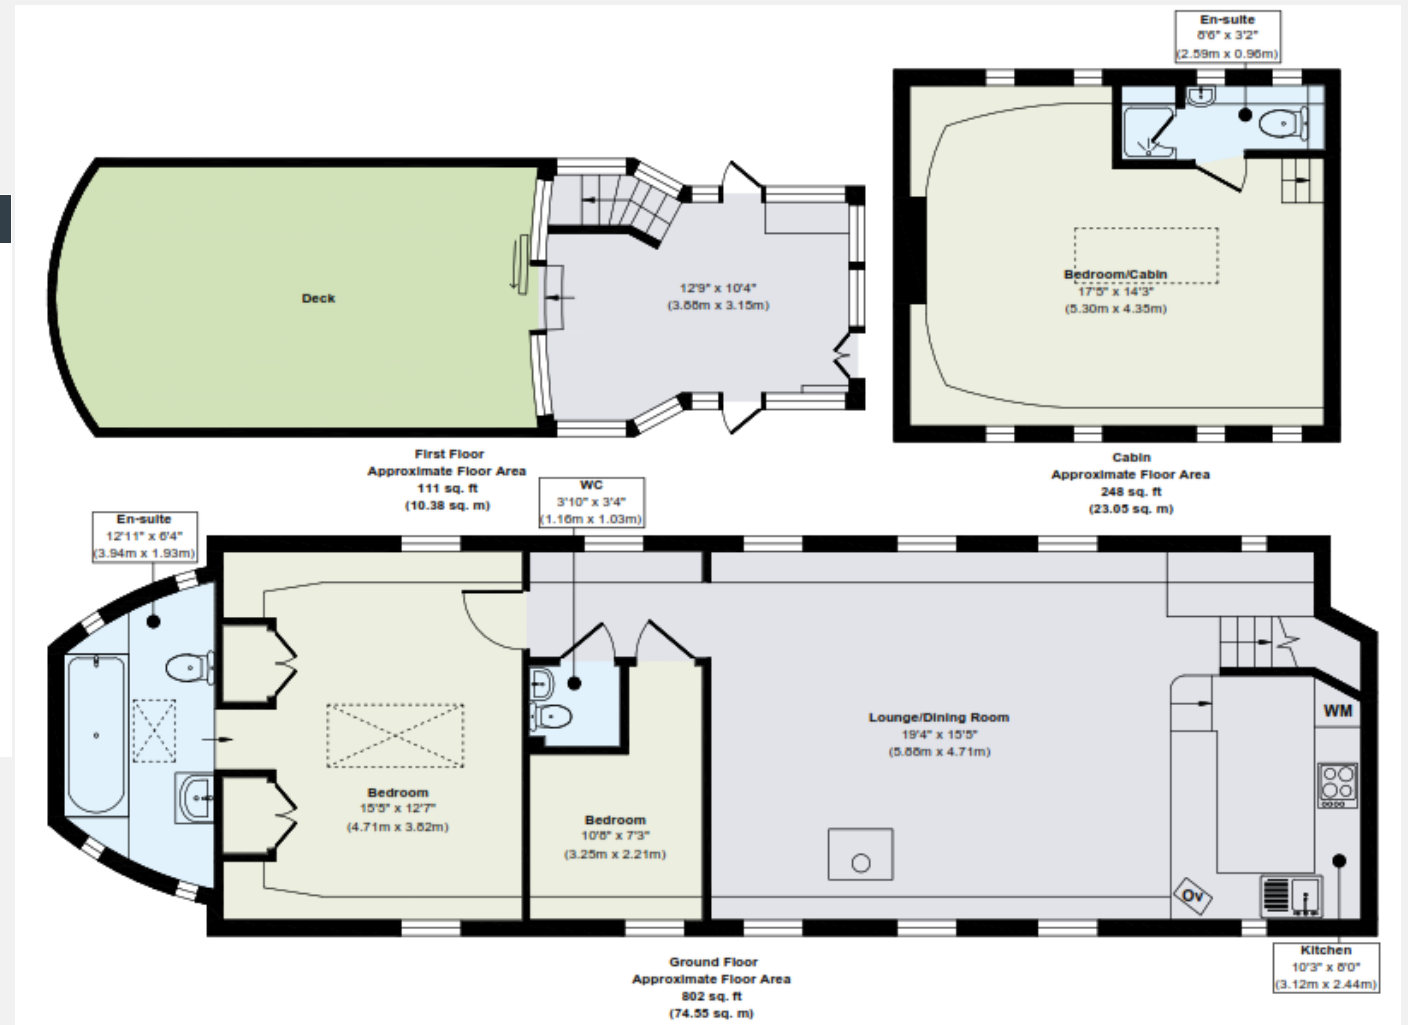 En-suite
8'6" x 3'2"
(2.59m x 0.96m)
Deck
12'9" x 10'4"
(3.88m x 3.15m)
Bedroom/Cabin
17'5" x 14'3"
(5.30m x 4.35m)
First Floor
Approximate Floor Area
111 sq. ft
(10.38 sq. m)
Cabin
Approximate Floor Area
248 sq. ft
(23.05 sq. m)
WC
3'10" x 3'4"
(1.16m x 1.03m)
En-suite
12'11" x 6'4"
(3.94m x 1.93m)
Bedroom
15'5" x 12'7"
(4.71m x 3.82m)
Bedroom
10'8" x 7'3"
(3.25m x 2.21m)
Lounge/Dining Room
19'4" x 15'5"
(5.88m x 4.71m)
WM
Ov
Kitchen
10'3" x 8'0"
(3.12m x 2.44m)
Ground Floor
Approximate Floor Area
802 sq. ft
(74.55 sq. m)